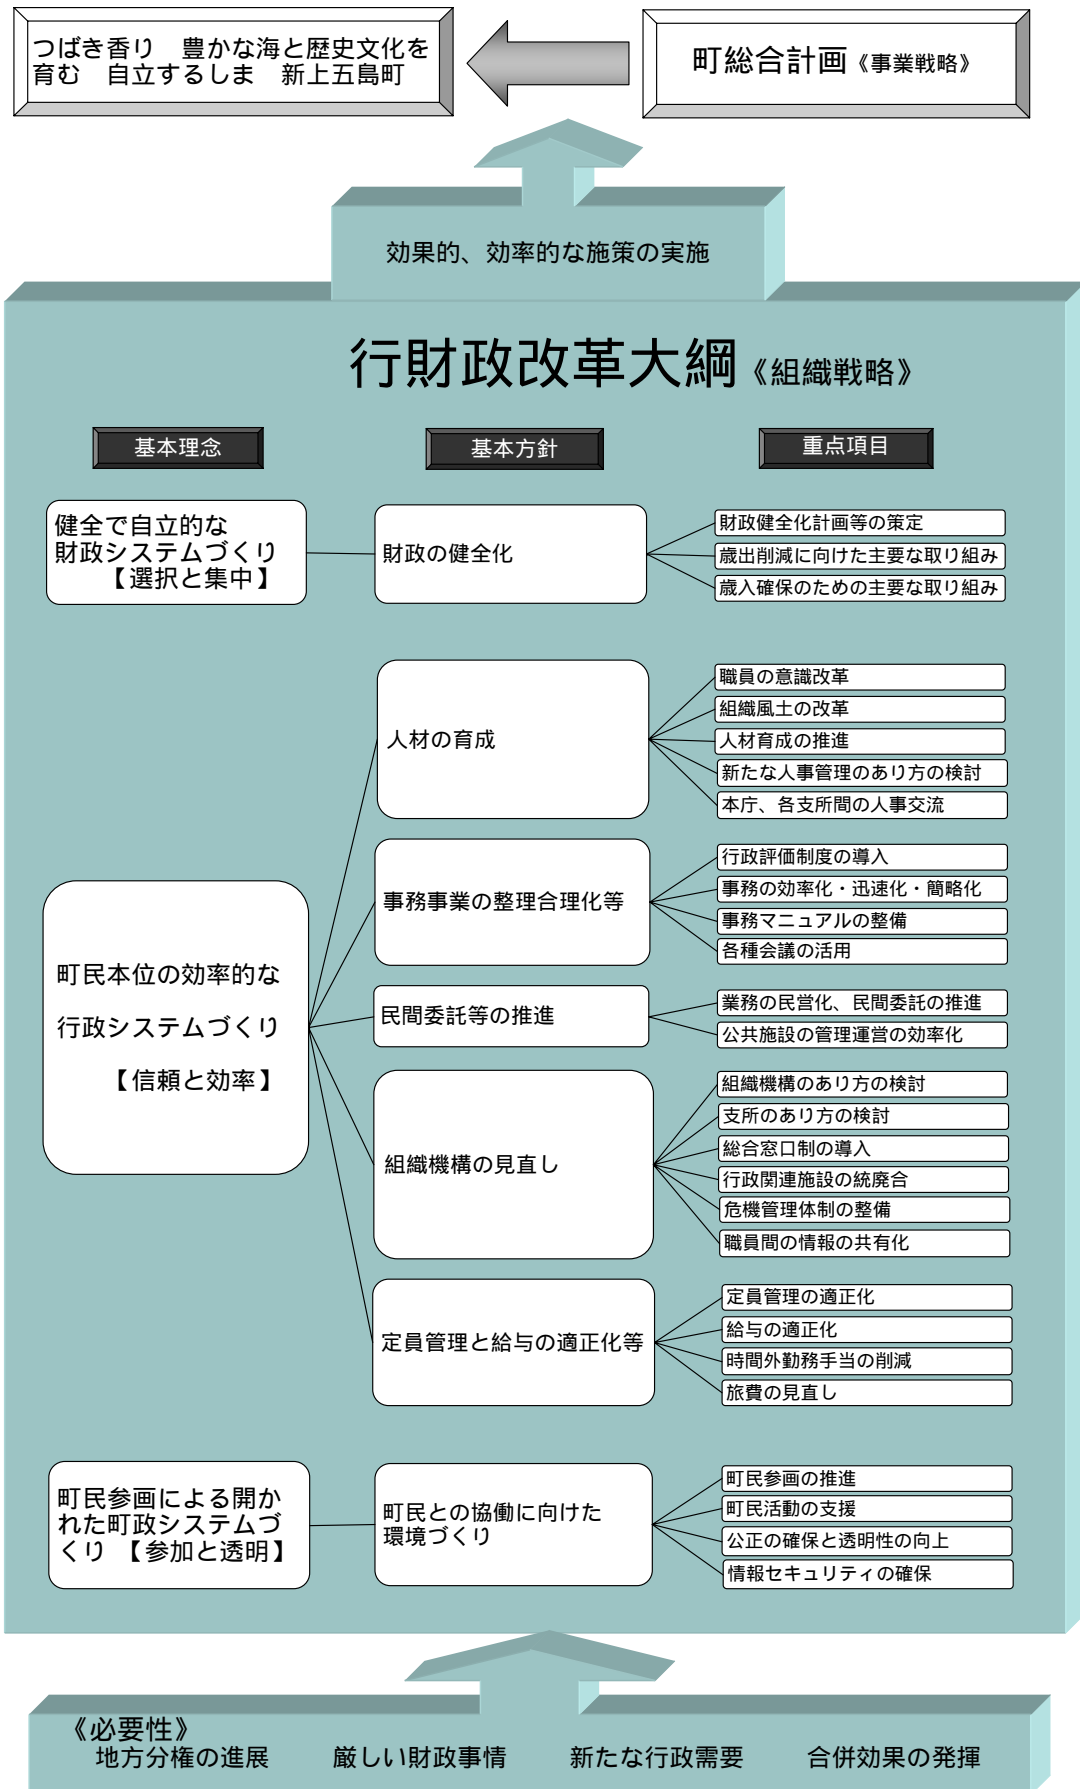 つばき香り　豊かな海と歴史文化を
育む　自立するしま　新上五島町
町総合計画《事業戦略》
効果的、効率的な施策の実施
行財政改革大綱《組織戦略》
基本理念
基本方針
重点項目
健全で自立的な
財政システムづくり
【選択と集中】
財政の健全化
財政健全化計画等の策定
歳出削減に向けた主要な取り組み
歳入確保のための主要な取り組み
町民本位の効率的な
行政システムづくり
【信頼と効率】
人材の育成
職員の意識改革
組織風土の改革
人材育成の推進
新たな人事管理のあり方の検討
本庁、各支所間の人事交流
事務事業の整理合理化等
行政評価制度の導入
事務の効率化・迅速化・簡略化
事務マニュアルの整備
各種会議の活用
民間委託等の推進
業務の民営化、民間委託の推進
公共施設の管理運営の効率化
組織機構の見直し
組織機構のあり方の検討
支所のあり方の検討
総合窓口制の導入
行政関連施設の統廃合
危機管理体制の整備
職員間の情報の共有化
定員管理と給与の適正化等
定員管理の適正化
給与の適正化
時間外勤務手当の削減
旅費の見直し
町民参画による開か
れた町政システムづ
くり 【参加と透明】
町民との協働に向けた
環境づくり
町民参画の推進
町民活動の支援
公正の確保と透明性の向上
情報セキュリティの確保
《必要性》
地方分権の進展　　厳しい財政事情　　新たな行政需要　　合併効果の発揮